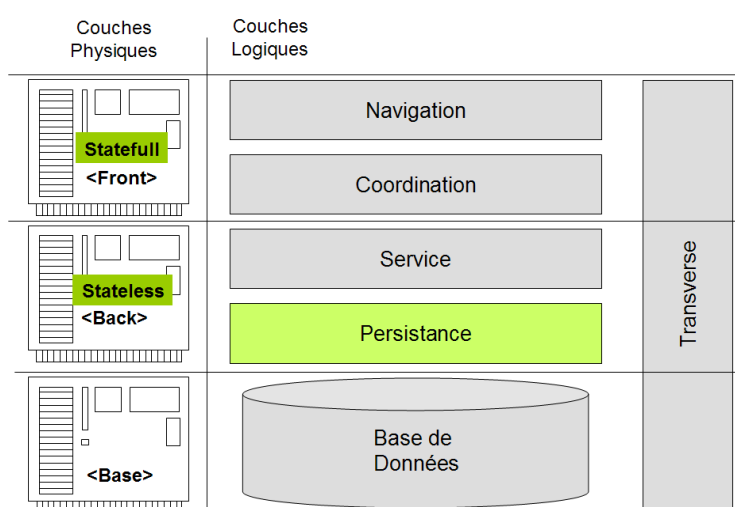 Couches
Physiques
Couches
Logiques
Statefull
<Front>
Navigation
Coordination
Stateless
<Back>
Service
Persistance
Transverse
<Base>
Base de
Données